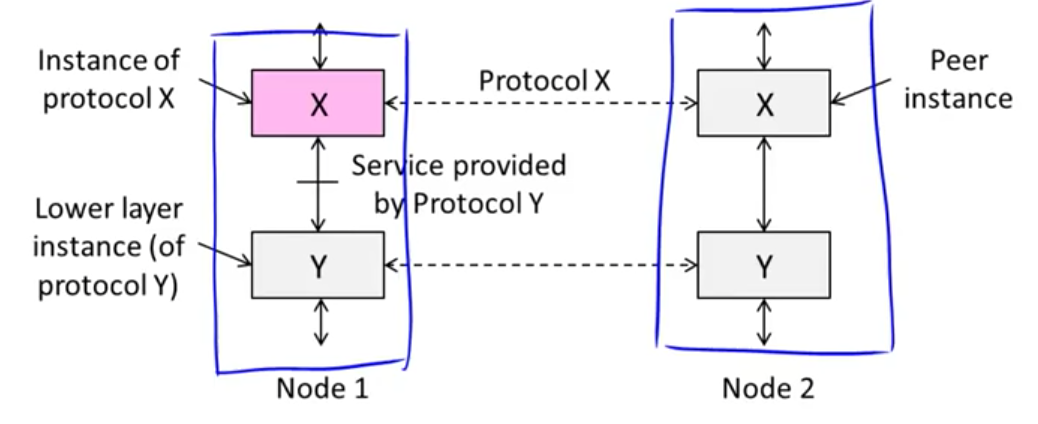 Instance of
protocol X
X
Protocol X
X
Peer
instance
Service provided
by Protocol Y
Lower layer
instance (of
protocol Y)
Y
Y
Node 1
Node 2